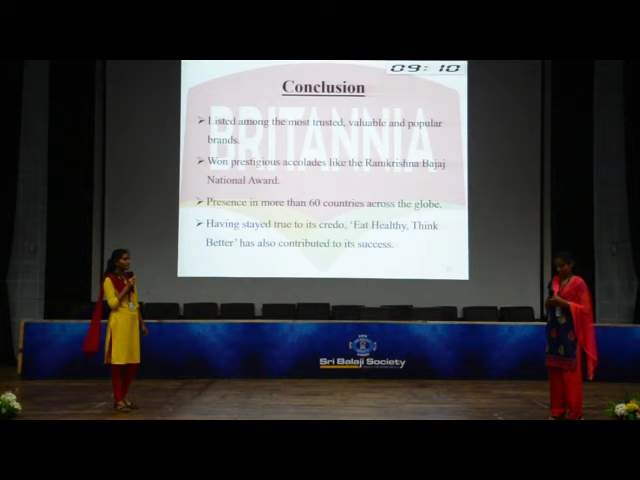 09:10
Conclusion
BRITANNIA
➤ Listed among the most trusted, valuable and popular
brands.
➤ Won prestigious accolades like the Ramkrishna Bajaj
National Award.
➤ Presence in more than 60 countries across the globe.
➤ Having stayed true to its credo, 'Eat Healthy, Think
Better' has also contributed to its success.
Sri Balaji Society